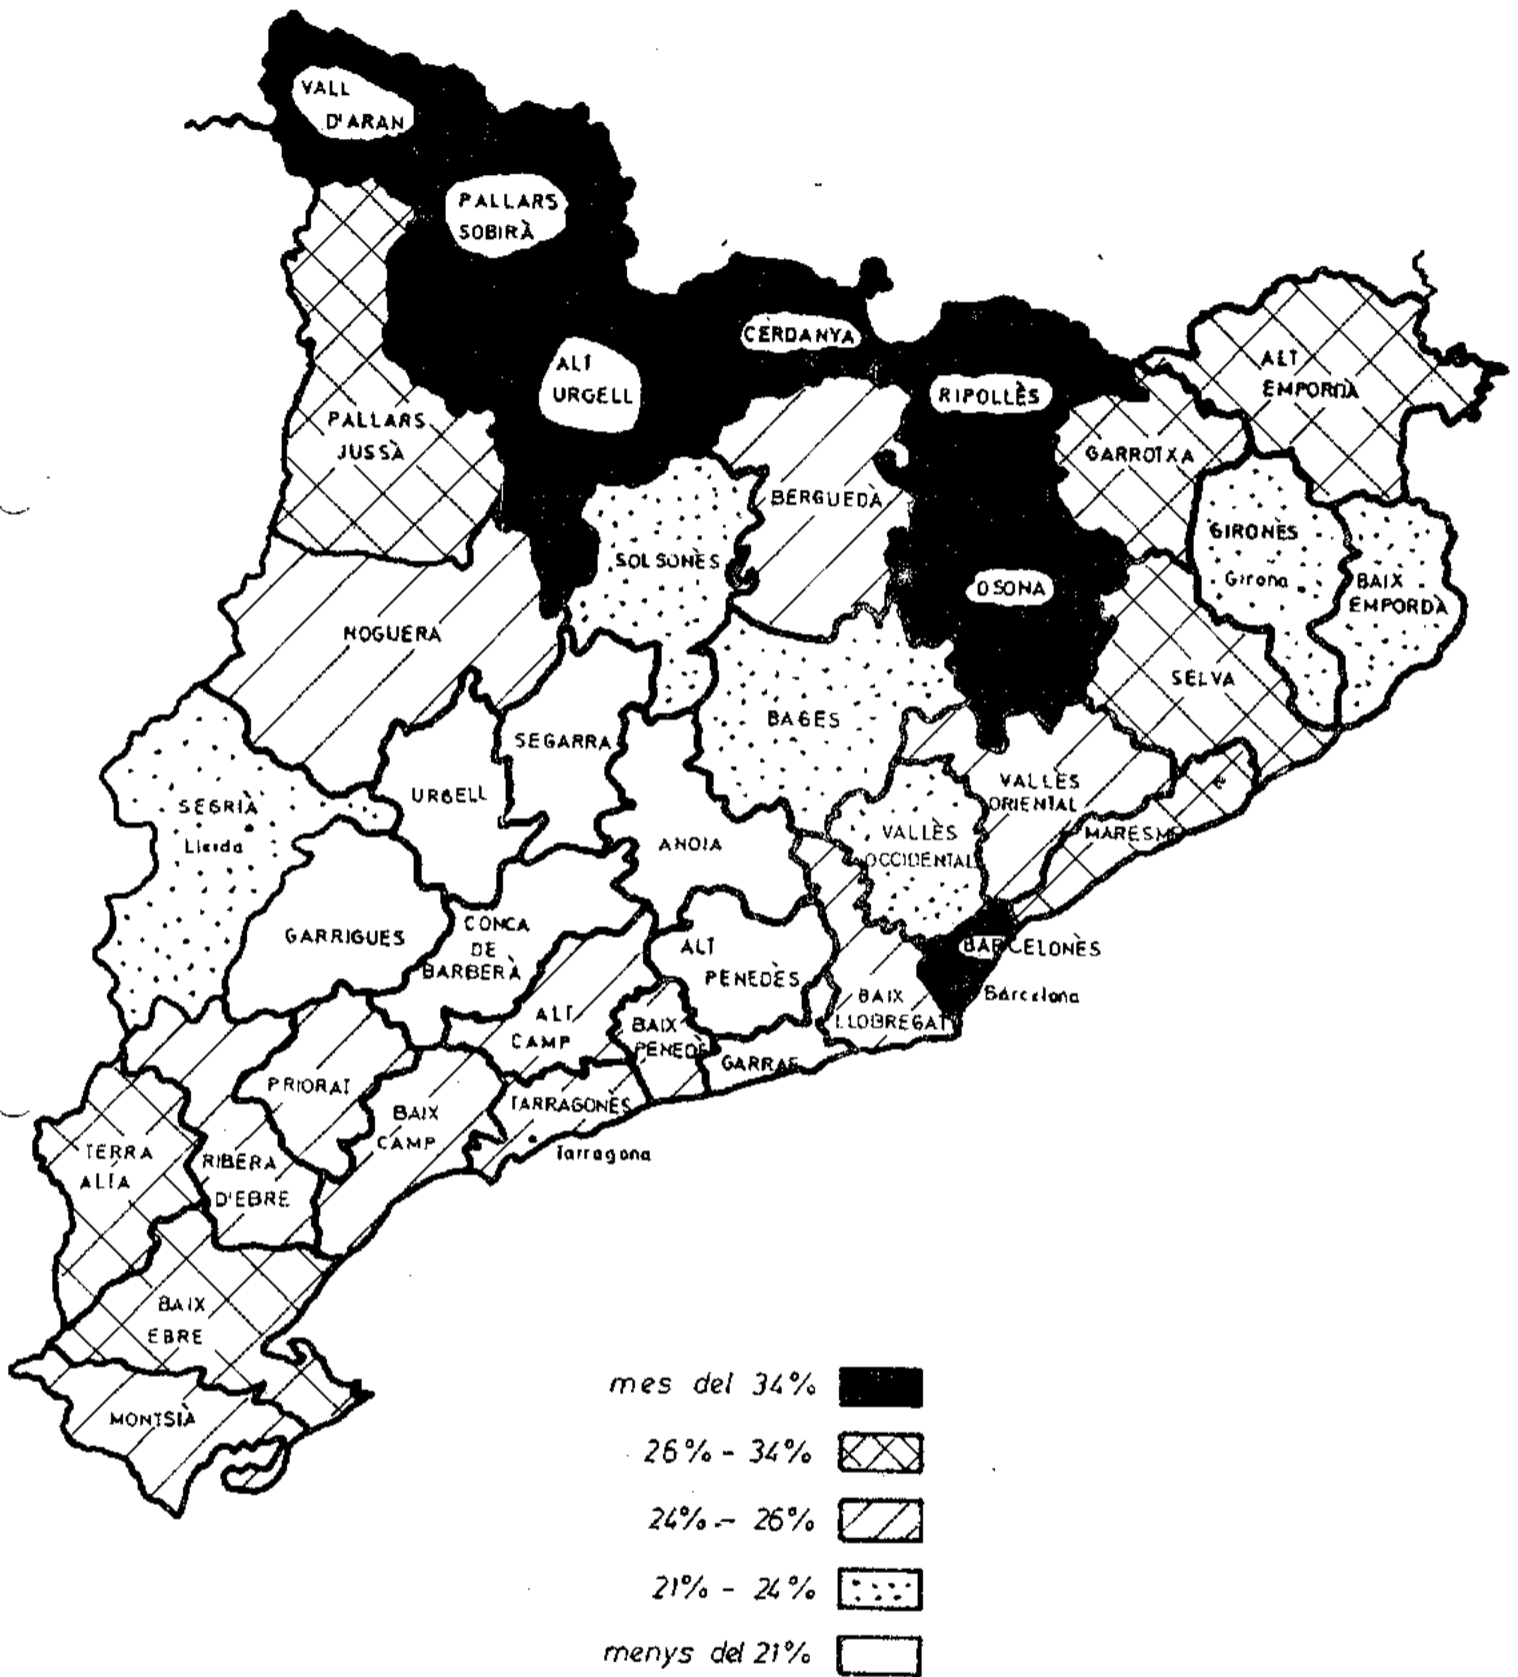 VALL
D'ARAN
PALLARS
SOBIRÀ
CERDANYA
ALT
URGELL
RIPOLLÈS
ALT
EMPORDÀ
PALLARS
JUSSÀ
GARROTXA
BERGUEDÀ
GIRONÈS
SOLSONÈS
Girona
BAIX
EMPORDÀ
OSONA
NOGUERA
SELVA
BAGES
SEGARRA
URGELL
VALLÈS
ORIENTAL
SEGRIÀ
Lleida
MARESME
VALLÈS
OCCIDENTAL
ANOIA
GARRIGUES
CONCA
DE
BARBERÀ
ALT
PENEDÈS
BARCELONÈS
Barcelona
BAIX
LLOBREGAT
ALT
CAMP
BAIX
PENEDÈ
GARRAF
PRIORAT
BAIX
CAMP
TARRAGONÈS
Tarragona
TERRA
ALTA
RIBERA
D'EBRE
BAIX
EBRE
MONTSIÀ
mes del 34%
26% - 34%
24% - 26%
21% - 24%
menys del 21%